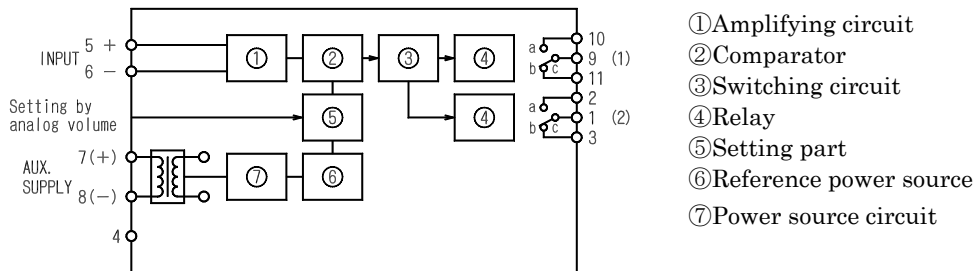 INPUT
5 +
6 −
Setting by
analog volume
AUX.
SUPPLY
7(+)
8(−)
4
①
②
③
④
⑤
④
⑦
⑥
a
b c
10
9 (1)
11
a
b c
2
1 (2)
3
①Amplifying circuit
②Comparator
③Switching circuit
④Relay
⑤Setting part
⑥Reference power source
⑦Power source circuit